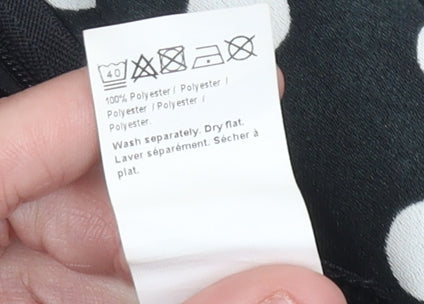 40
100% Polyester / Polyester /
Polyester / Polyester /
Polyester.
Wash separately. Dry flat.
Laver séparément. Sécher à
plat.